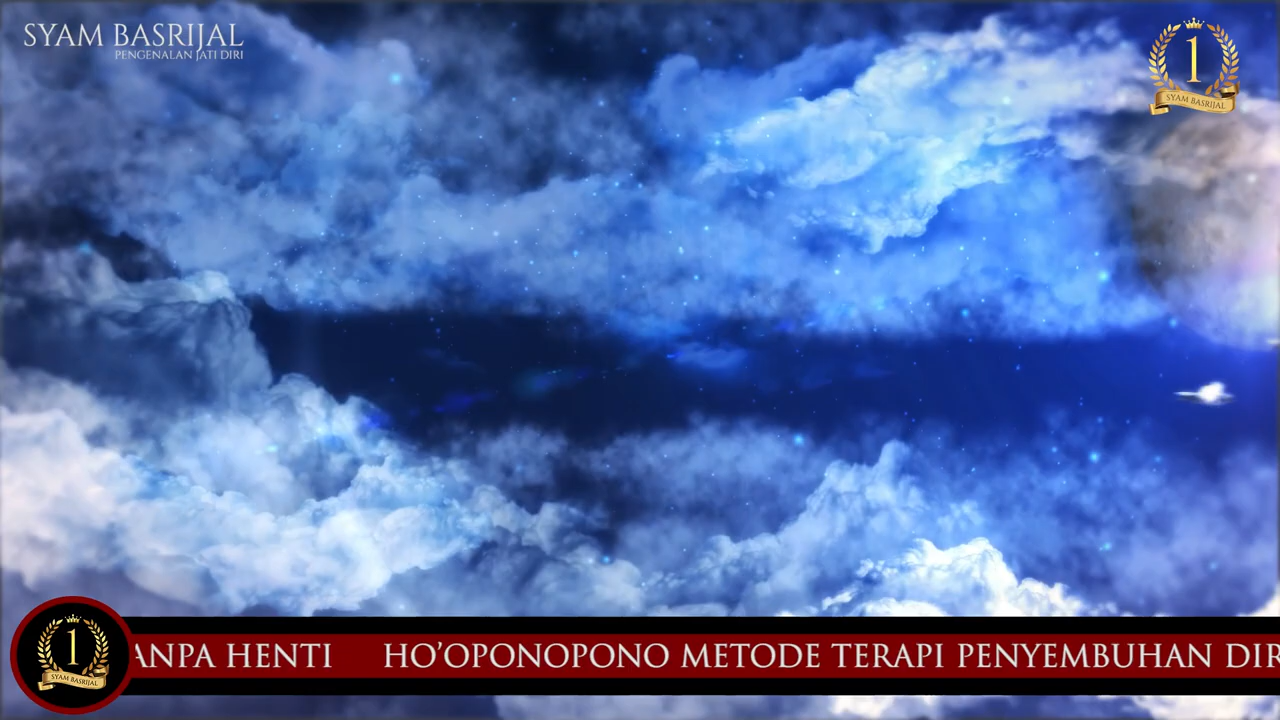 SYAM BASRIJAL
PENGENALAN JATI DIRI
1
SYAM BASRIJAL
1
SYAM BASRIJAL
ANPA HENTI HO'OPONOPONO METODE TERAPI PENYEMBUHAN DIR